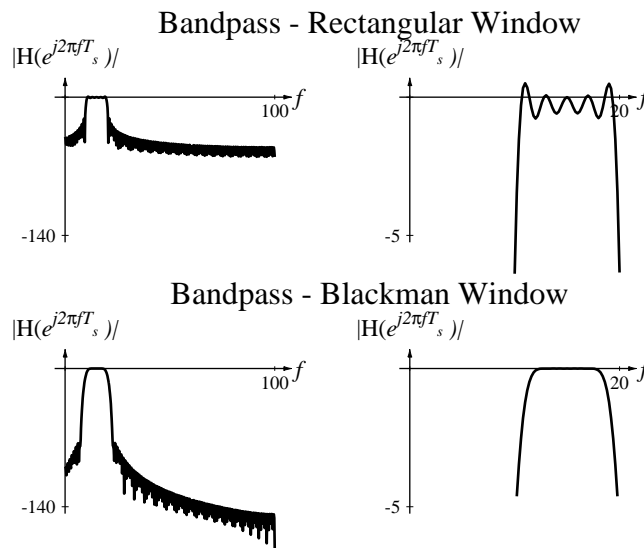 Bandpass - Rectangular Window
|H(e^{j2πfT_s})| |H(e^{j2πfT_s})|
f f
100 20
-140 -5
Bandpass - Blackman Window
|H(e^{j2πfT_s})| |H(e^{j2πfT_s})|
f f
100 20
-140 -5